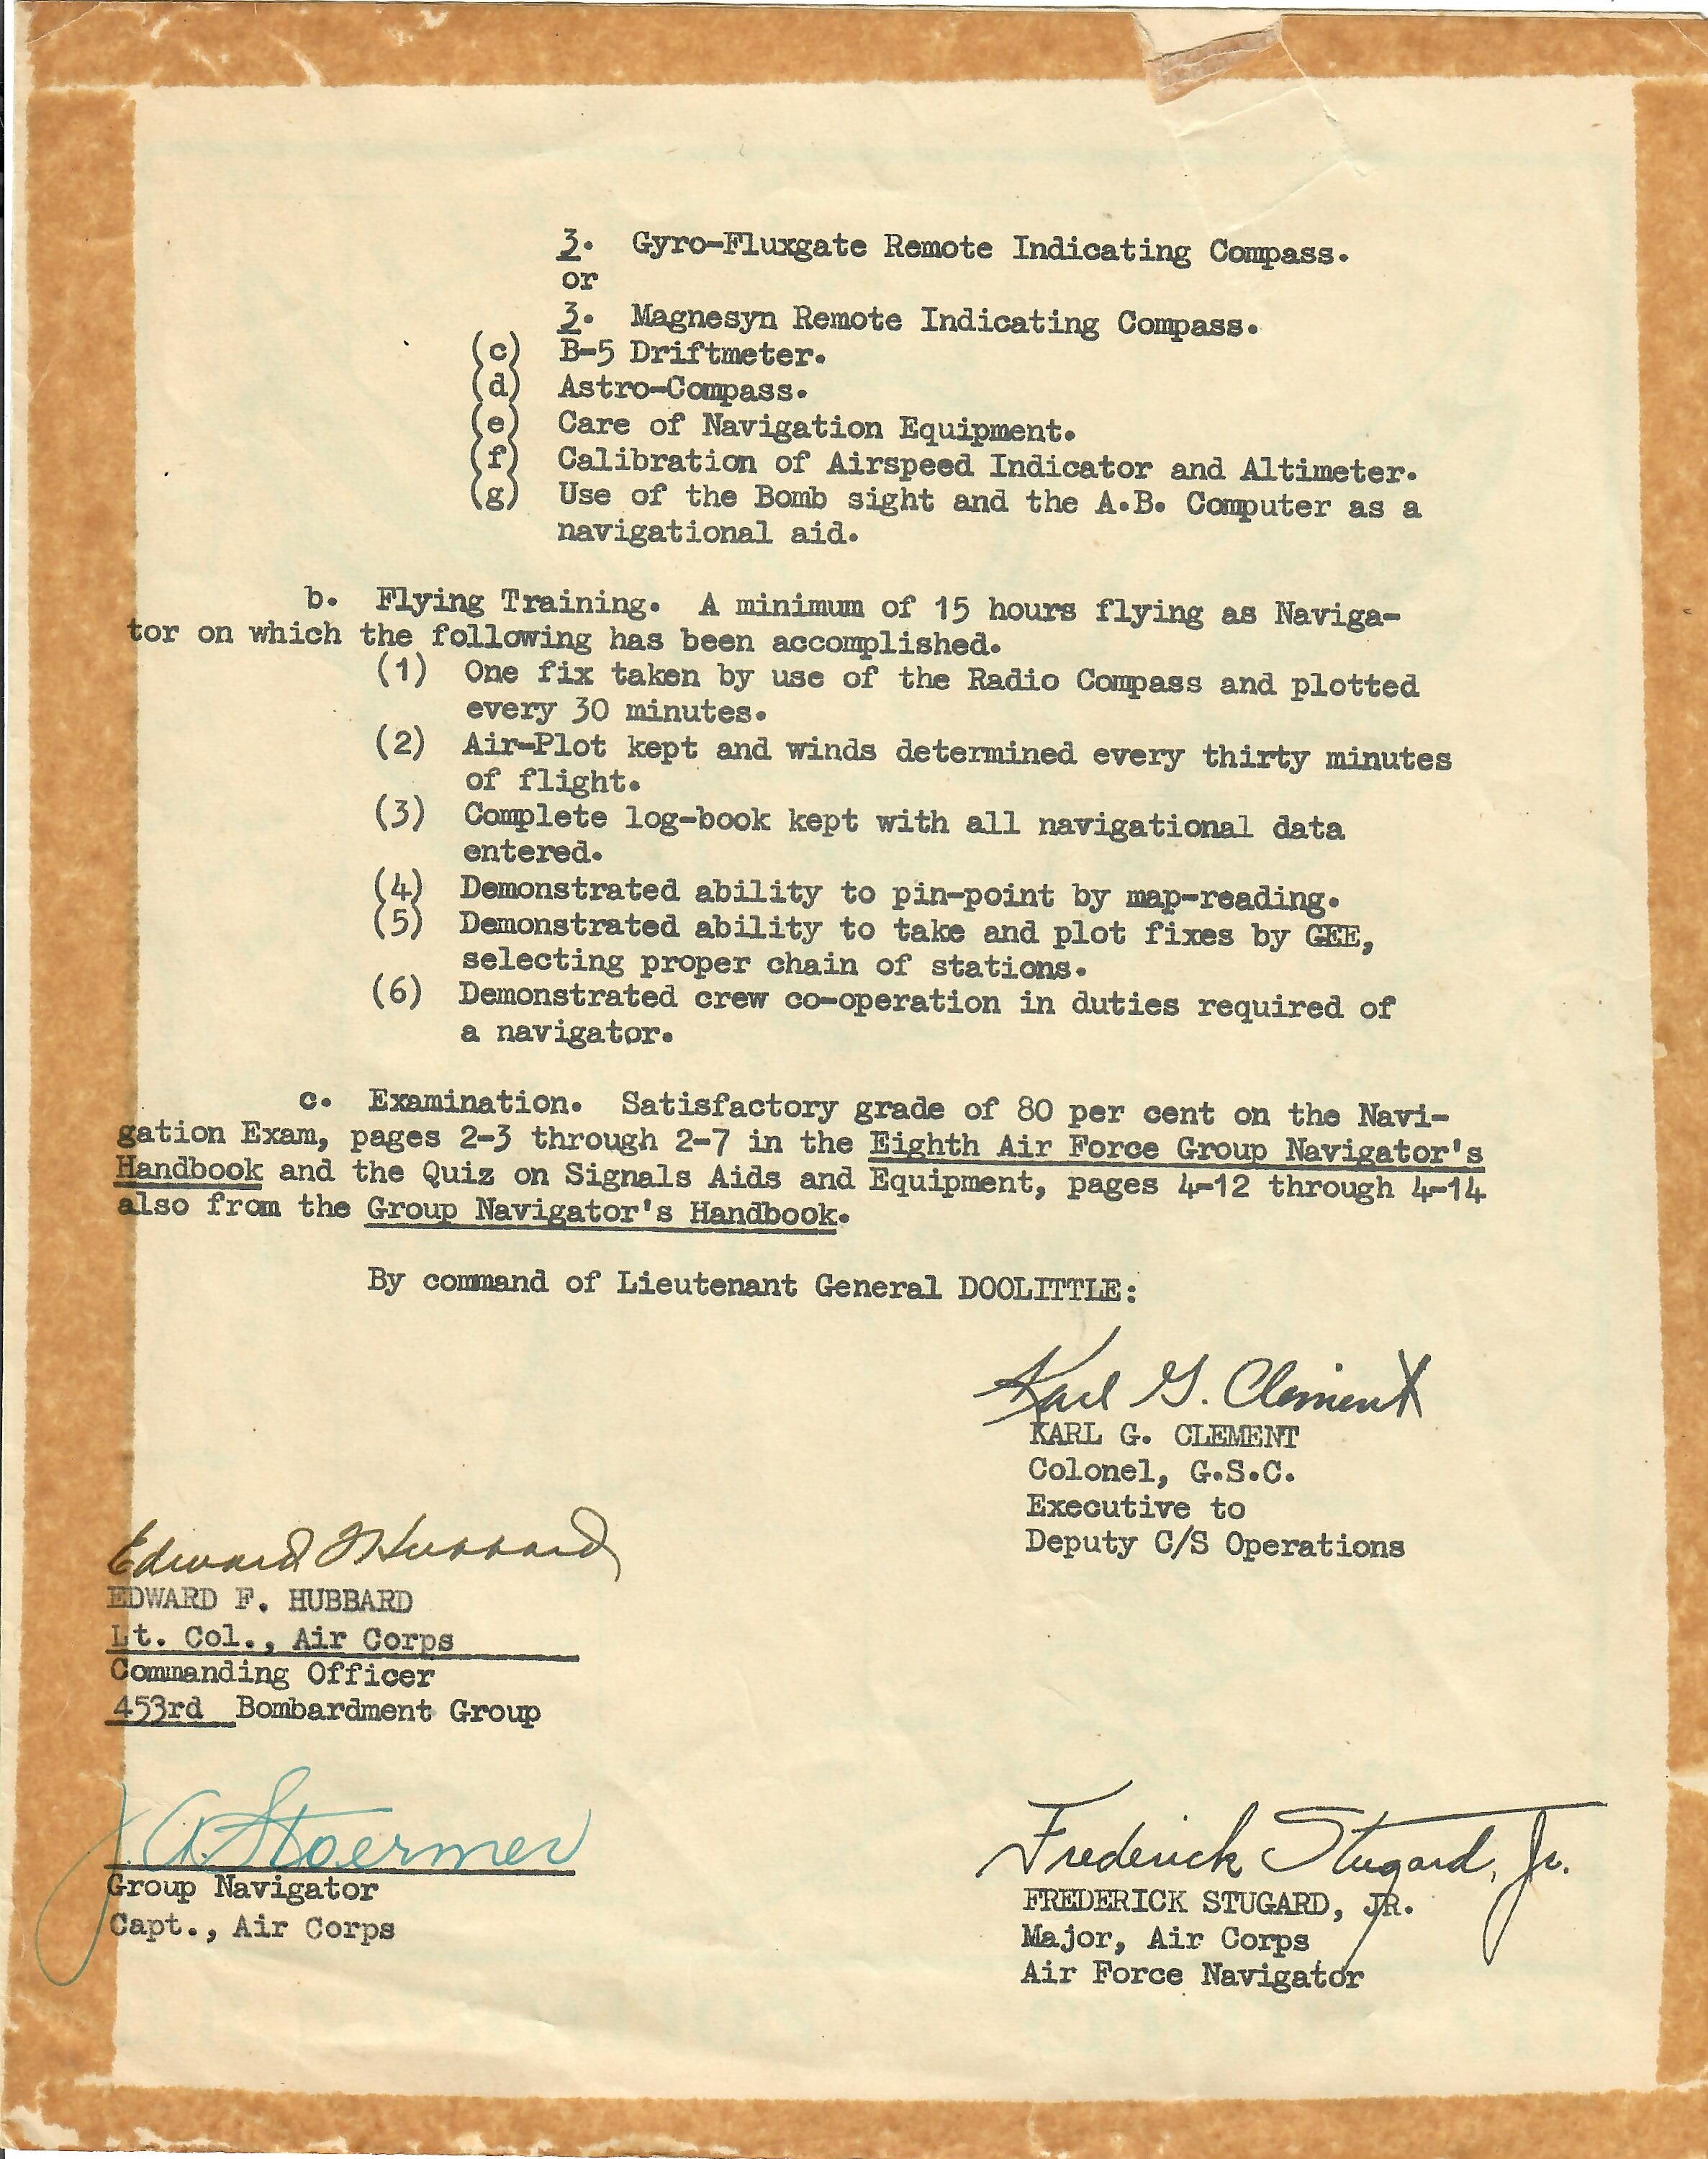 3. Gyro-Fluxgate Remote Indicating Compass.
or
3. Magnesyn Remote Indicating Compass.
(c) B-5 Driftmeter.
(d) Astro-Compass.
(e) Care of Navigation Equipment.
(f) Calibration of Airspeed Indicator and Altimeter.
(g) Use of the Bomb sight and the A.B. Computer as a
navigational aid.
b. Flying Training. A minimum of 15 hours flying as Naviga-
tor on which the following has been accomplished.
(1) One fix taken by use of the Radio Compass and plotted
every 30 minutes.
(2) Air-Plot kept and winds determined every thirty minutes
of flight.
(3) Complete log-book kept with all navigational data
entered.
(4) Demonstrated ability to pin-point by map-reading.
(5) Demonstrated ability to take and plot fixes by GEE,
selecting proper chain of stations.
(6) Demonstrated crew co-operation in duties required of
a navigator.
c. Examination. Satisfactory grade of 80 per cent on the Navi-
gation Exam, pages 2-3 through 2-7 in the Eighth Air Force Group Navigator's
Handbook and the Quiz on Signals Aids and Equipment, pages 4-12 through 4-14
also from the Group Navigator's Handbook.
By command of Lieutenant General DOOLITTLE:
Karl G. Clement
KARL G. CLEMENT
Colonel, G.S.C.
Executive to
Deputy C/S Operations
Edward F Hubbard
EDWARD F. HUBBARD
Lt. Col., Air Corps
Commanding Officer
453rd Bombardment Group
J. A. Stoermer
Group Navigator
Capt., Air Corps
Frederick Stugard, Jr.
FREDERICK STUGARD, JR.
Major, Air Corps
Air Force Navigator